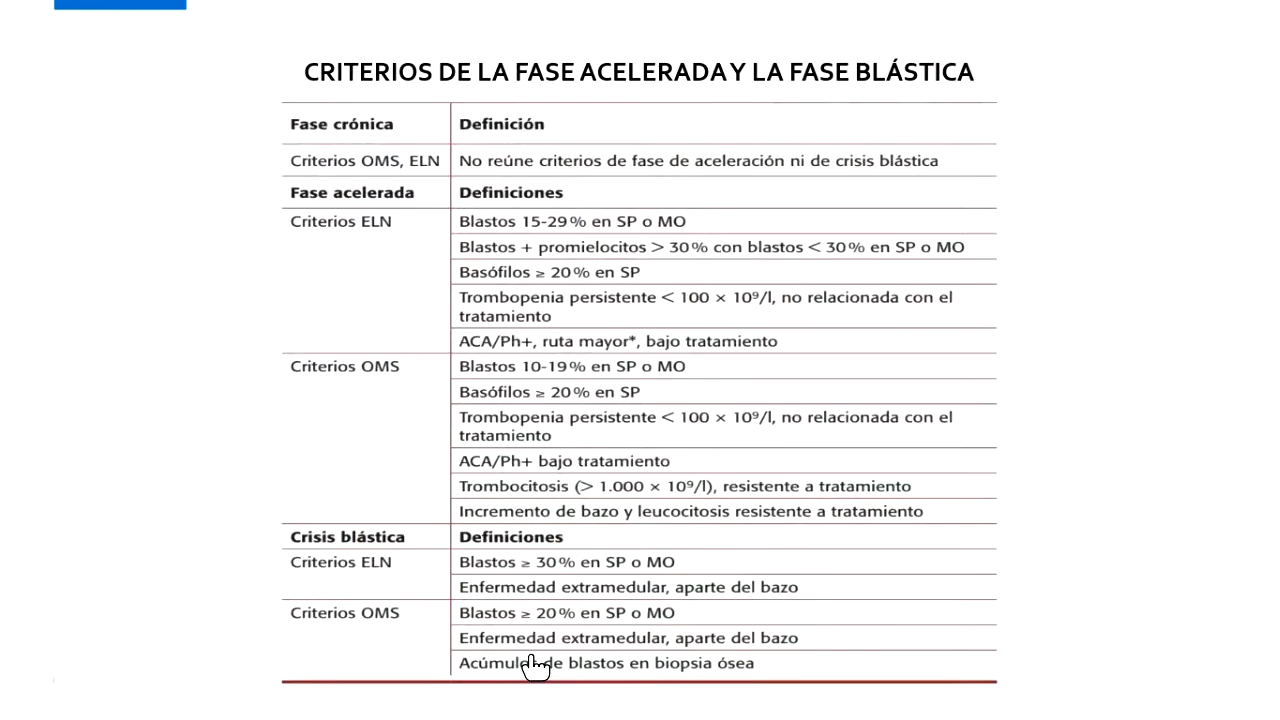 CRITERIOS DE LA FASE ACELERADA Y LA FASE BLÁSTICA
Fase crónica Definición
Criterios OMS, ELN No reúne criterios de fase de aceleración ni de crisis blástica
Fase acelerada Definiciones
Criterios ELN Blastos 15-29% en SP o MO
Blastos + promielocitos > 30% con blastos < 30% en SP o MO
Basófilos ≥ 20% en SP
Trombopenia persistente < 100 × 10⁹/l, no relacionada con el
tratamiento
ACA/Ph+, ruta mayor*, bajo tratamiento
Criterios OMS Blastos 10-19% en SP o MO
Basófilos ≥ 20% en SP
Trombopenia persistente < 100 × 10⁹/l, no relacionada con el
tratamiento
ACA/Ph+ bajo tratamiento
Trombocitosis (> 1.000 × 10⁹/l), resistente a tratamiento
Incremento de bazo y leucocitosis resistente a tratamiento
Crisis blástica Definiciones
Criterios ELN Blastos ≥ 30% en SP o MO
Enfermedad extramedular, aparte del bazo
Criterios OMS Blastos ≥ 20% en SP o MO
Enfermedad extramedular, aparte del bazo
de blastos en biopsia ósea